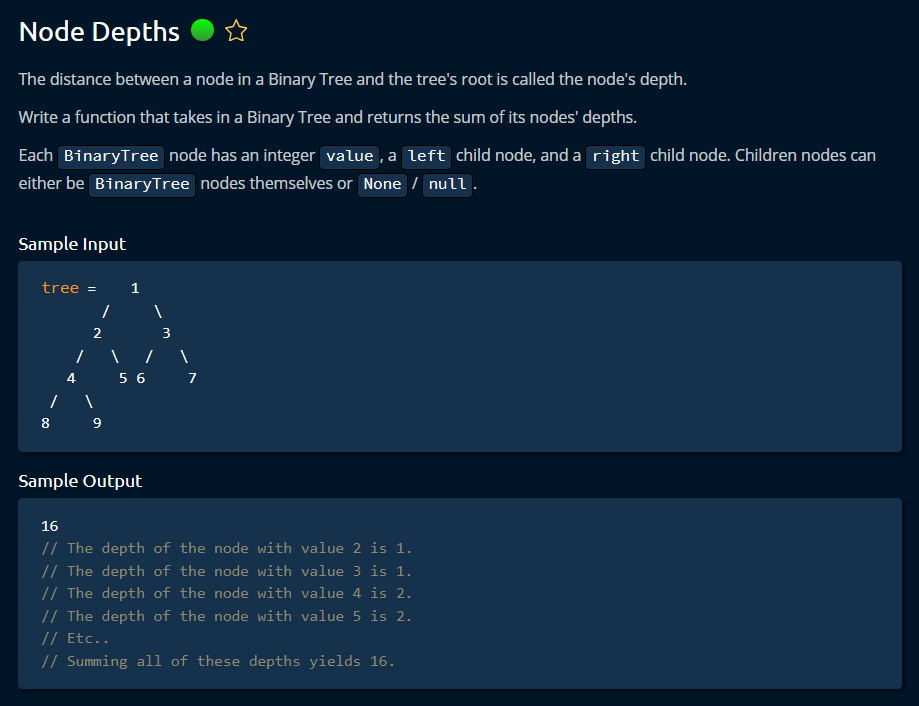 Node Depths
The distance between a node in a Binary Tree and the tree's root is called the node's depth.
Write a function that takes in a Binary Tree and returns the sum of its nodes' depths.
Each BinaryTree node has an integer value, a left child node, and a right child node. Children nodes can
either be BinaryTree nodes themselves or None / null.
Sample Input
tree =    1
       /     \
      2       3
    /   \   /   \
   4     5 6     7
 /   \
8     9
Sample Output
16
// The depth of the node with value 2 is 1.
// The depth of the node with value 3 is 1.
// The depth of the node with value 4 is 2.
// The depth of the node with value 5 is 2.
// Etc..
// Summing all of these depths yields 16.